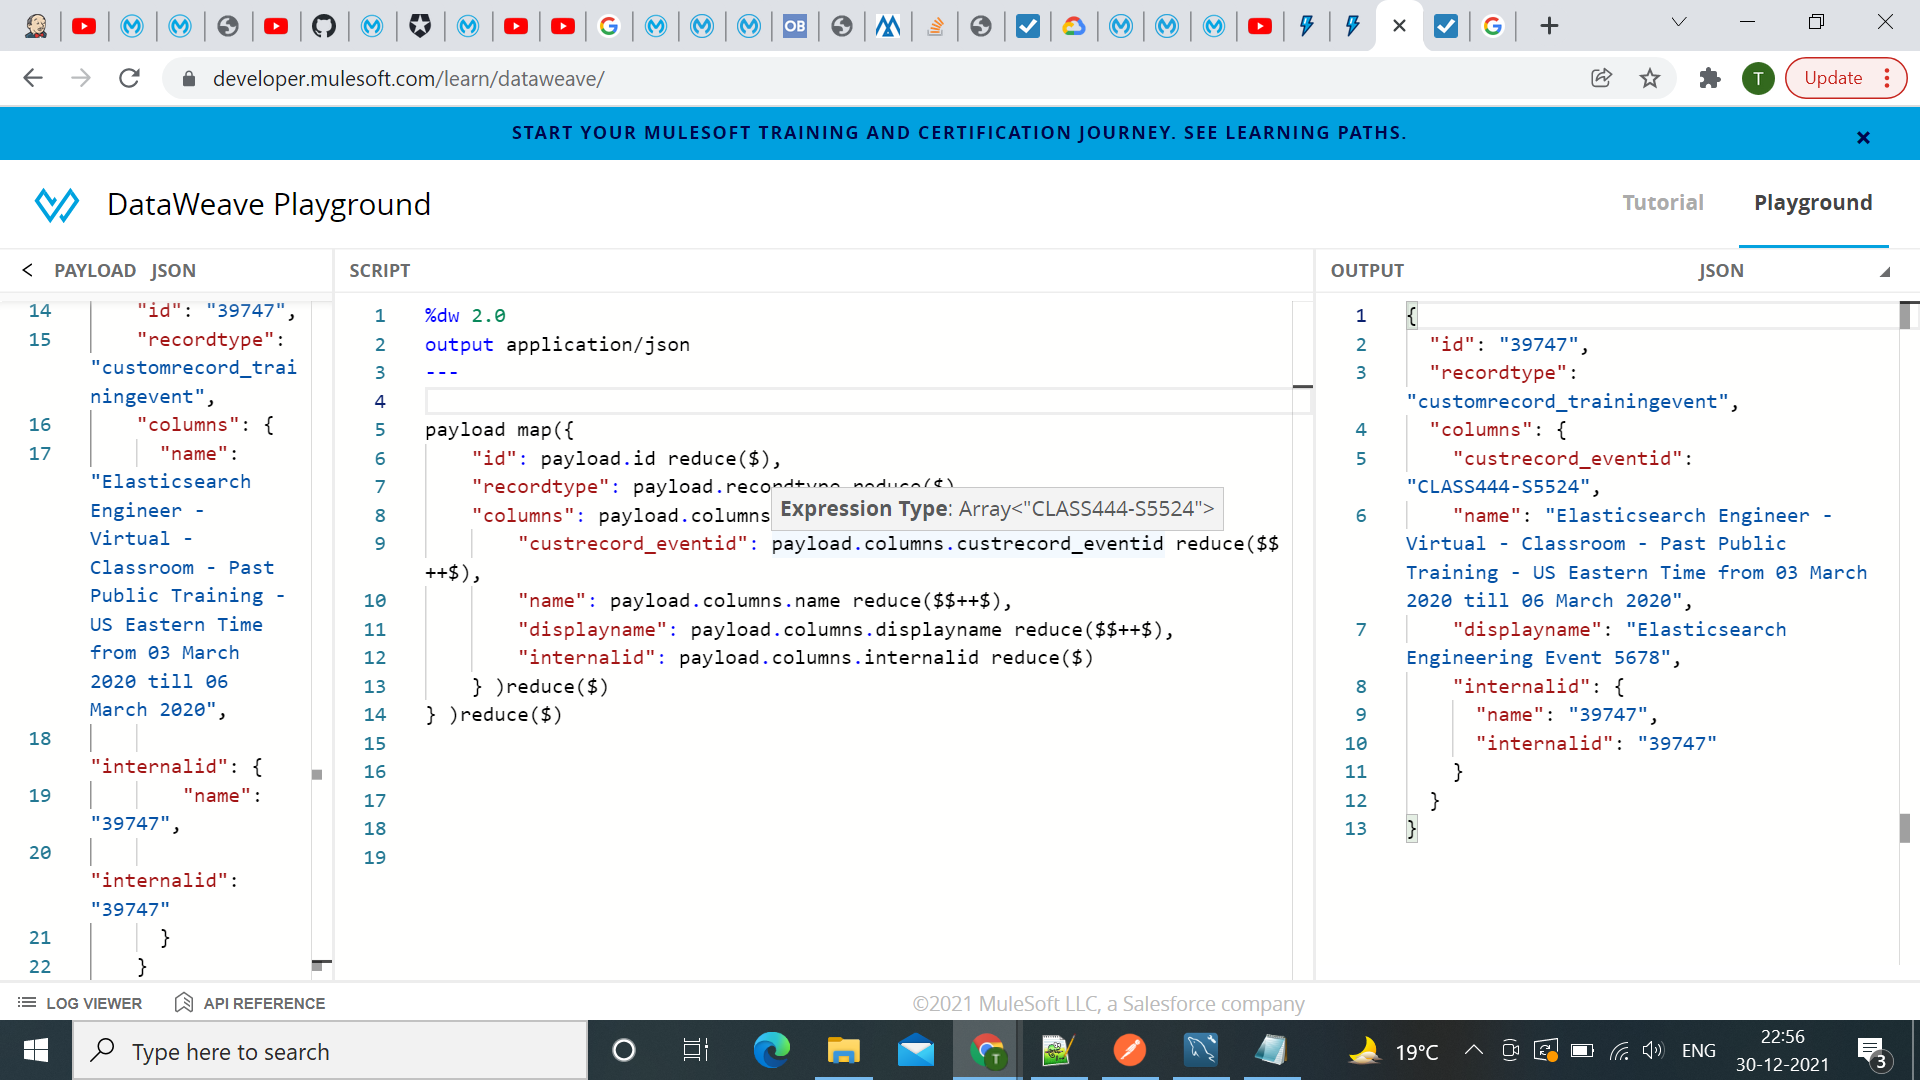 OB
developer.mulesoft.com/learn/dataweave/
T
Update
START YOUR MULESOFT TRAINING AND CERTIFICATION JOURNEY. SEE LEARNING PATHS.
DataWeave Playground
Tutorial
Playground
PAYLOAD JSON
14 "id": "39747",
15 "recordtype":
"customrecord_trai
ningevent",
16 "columns": {
17 "name":
"Elasticsearch
Engineer -
Virtual -
Classroom - Past
Public Training -
US Eastern Time
from 03 March
2020 till 06
March 2020",
18
"internalid": {
19 "name":
"39747",
20
"internalid":
"39747"
21 }
22 }
SCRIPT
1 %dw 2.0
2 output application/json
3 ---
4
5 payload map({
6 "id": payload.id reduce($),
7 "recordtype": payload.recordtype reduce($)
8 "columns": payload.columns
Expression Type: Array<"CLASS444-S5524">
9 "custrecord_eventid": payload.columns.custrecord_eventid reduce($$
++$),
10 "name": payload.columns.name reduce($$++$),
11 "displayname": payload.columns.displayname reduce($$++$),
12 "internalid": payload.columns.internalid reduce($)
13 } )reduce($)
14 } )reduce($)
15
16
17
18
19
OUTPUT JSON
1 {
2 "id": "39747",
3 "recordtype":
"customrecord_trainingevent",
4 "columns": {
5 "custrecord_eventid":
"CLASS444-S5524",
6 "name": "Elasticsearch Engineer -
Virtual - Classroom - Past Public
Training - US Eastern Time from 03 March
2020 till 06 March 2020",
7 "displayname": "Elasticsearch
Engineering Event 5678",
8 "internalid": {
9 "name": "39747",
10 "internalid": "39747"
11 }
12 }
13 }
LOG VIEWER
API REFERENCE
©2021 MuleSoft LLC, a Salesforce company
Type here to search
T
19°C
ENG
22:56
30-12-2021
3